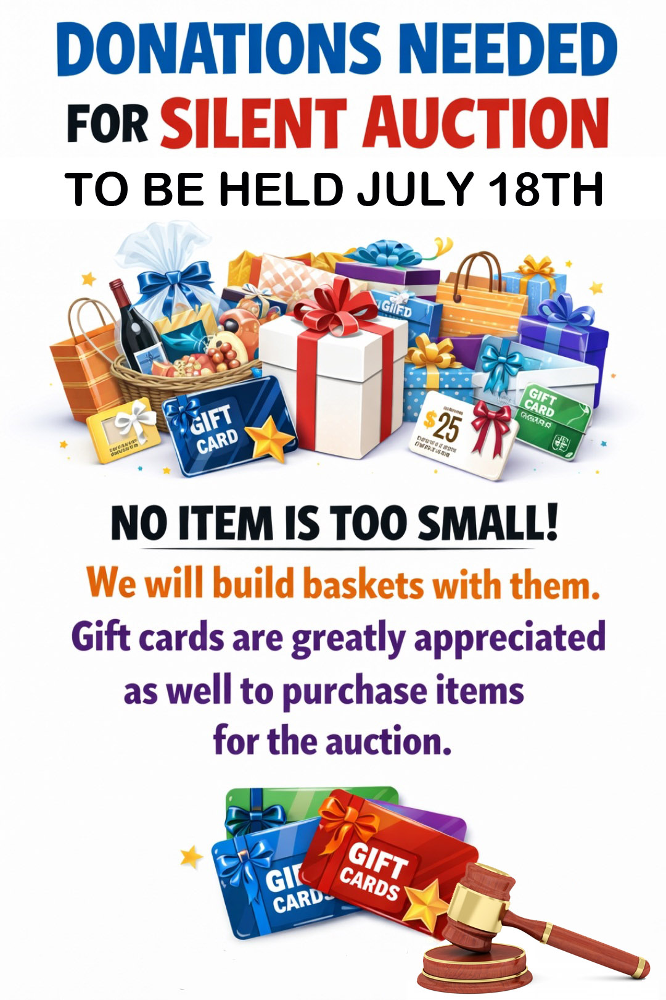 DONATIONS NEEDED
FOR SILENT AUCTION
TO BE HELD JULY 18TH
GIFT
CARD
$25
GIFT
CARD
NO ITEM IS TOO SMALL!
We will build baskets with them.
Gift cards are greatly appreciated
as well to purchase items
for the auction.
GIFT
CARDS
CARDS